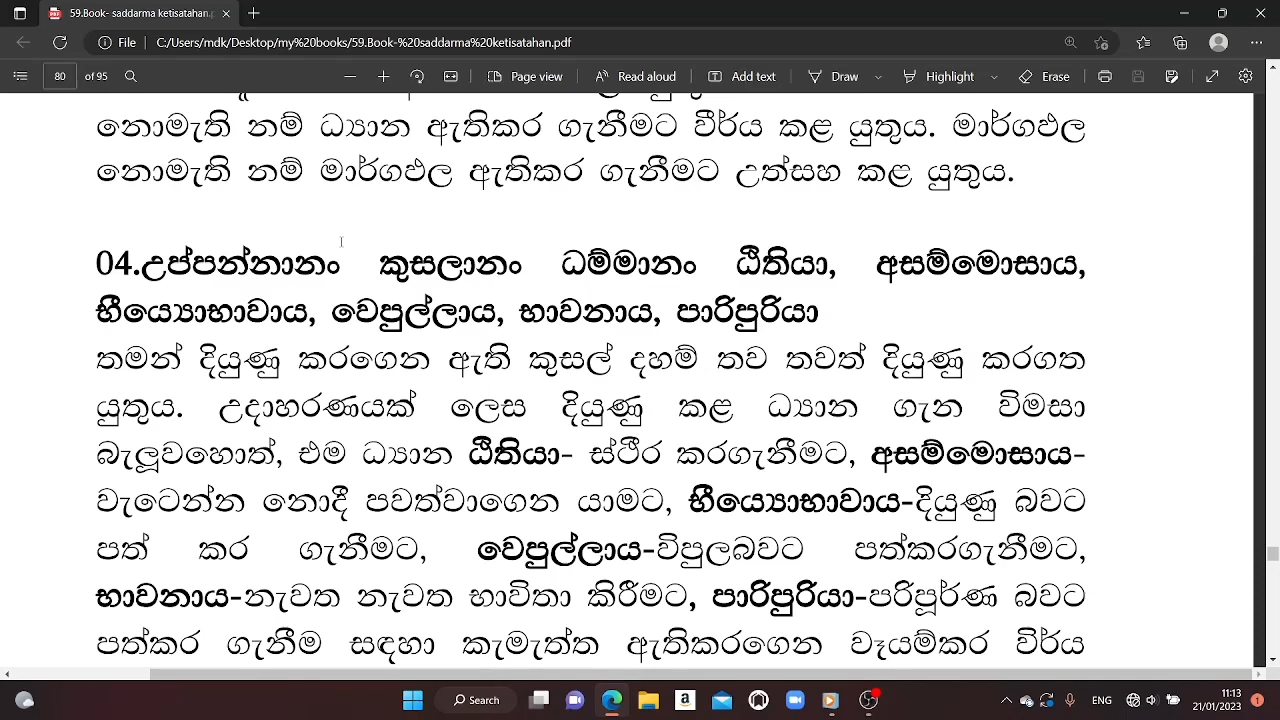 59.Book- saddarma ketisatahan.p
File
C:/Users/mdk/Desktop/my%20books/59.Book-%20saddarma%20ketisatahan.pdf
80 of 95
Page view
Read aloud
Add text
Draw
Highlight
Erase
නොමැති නම් ධ්‍යාන ඇතිකර ගැනීමට වීර්ය කළ යුතුය. මාර්ගඵල
නොමැති නම් මාර්ගඵල ඇතිකර ගැනීමට උත්සහ කළ යුතුය.
04.උප්පන්නානං කුසලානං ධම්මානං ඨිතියා, අසම්මොසාය,
භීය්‍යොභාවාය, වෙපුල්ලාය, භාවනාය, පාරිපුරියා
තමන් දියුණු කරගෙන ඇති කුසල් දහම් තව තවත් දියුණු කරගත
යුතුය. උදාහරණයක් ලෙස දියුණු කළ ධ්‍යාන ගැන විමසා
බැලූවහොත්, එම ධ්‍යාන ඨිතියා- ස්ථිර කරගැනීමට, අසම්මොසාය-
වැටෙන්න නොදී පවත්වාගෙන යාමට, භීය්‍යොභාවාය-දියුණු බවට
පත් කර ගැනීමට, වෙපුල්ලාය-විපුලබවට පත්කරගැනීමට,
භාවනාය-නැවත නැවත භාවිතා කිරීමට, පාරිපුරියා-පරිපූර්ණ බවට
පත්කර ගැනීම සඳහා කැමැත්ත ඇතිකරගෙන වෑයම්කර විර්ය
Search
ENG
11:13
21/01/2023
1